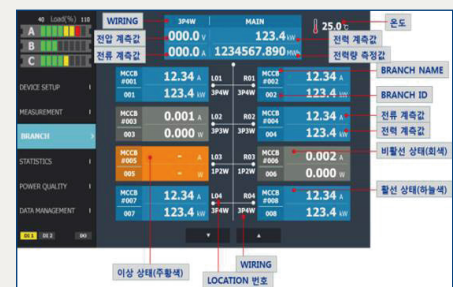 40 Load(%) 110
A
B
C
WIRING
3P4W MAIN
전압 계측값
000.0 V
123.4 kW
전력 계측값
전류 계측값
000.0 A
1234567.890 MWh
전력량 측정값
25.0 ℃
온도
DEVICE SETUP
MEASUREMENT
BRANCH
STATISTICS
POWER QUALITY
DATA MANAGEMENT
DI 1 DI 2 DO
MCCB #001 12.34 A
001 123.4 kW
L01 R01
3P4W 3P4W
MCCB #002 12.34 A
002 123.4 kW
BRANCH NAME
BRANCH ID
MCCB #003 0.001 A
003 0.000 W
L02 R02
3P3W 3P3W
MCCB #004 12.34 A
004 123.4 kW
전류 계측값
전력 계측값
MCCB #005 - A
005 - W
L03 R03
1P2W 1P2W
MCCB #006 0.002 A
006 0.000 W
비활선 상태(회색)
MCCB #007 12.34 A
007 123.4 kW
L04 R04
3P4W 3P4W
MCCB #008 12.34 A
008 123.4 kW
활선 상태(하늘색)
이상 상태(주황색)
WIRING
LOCATION 번호